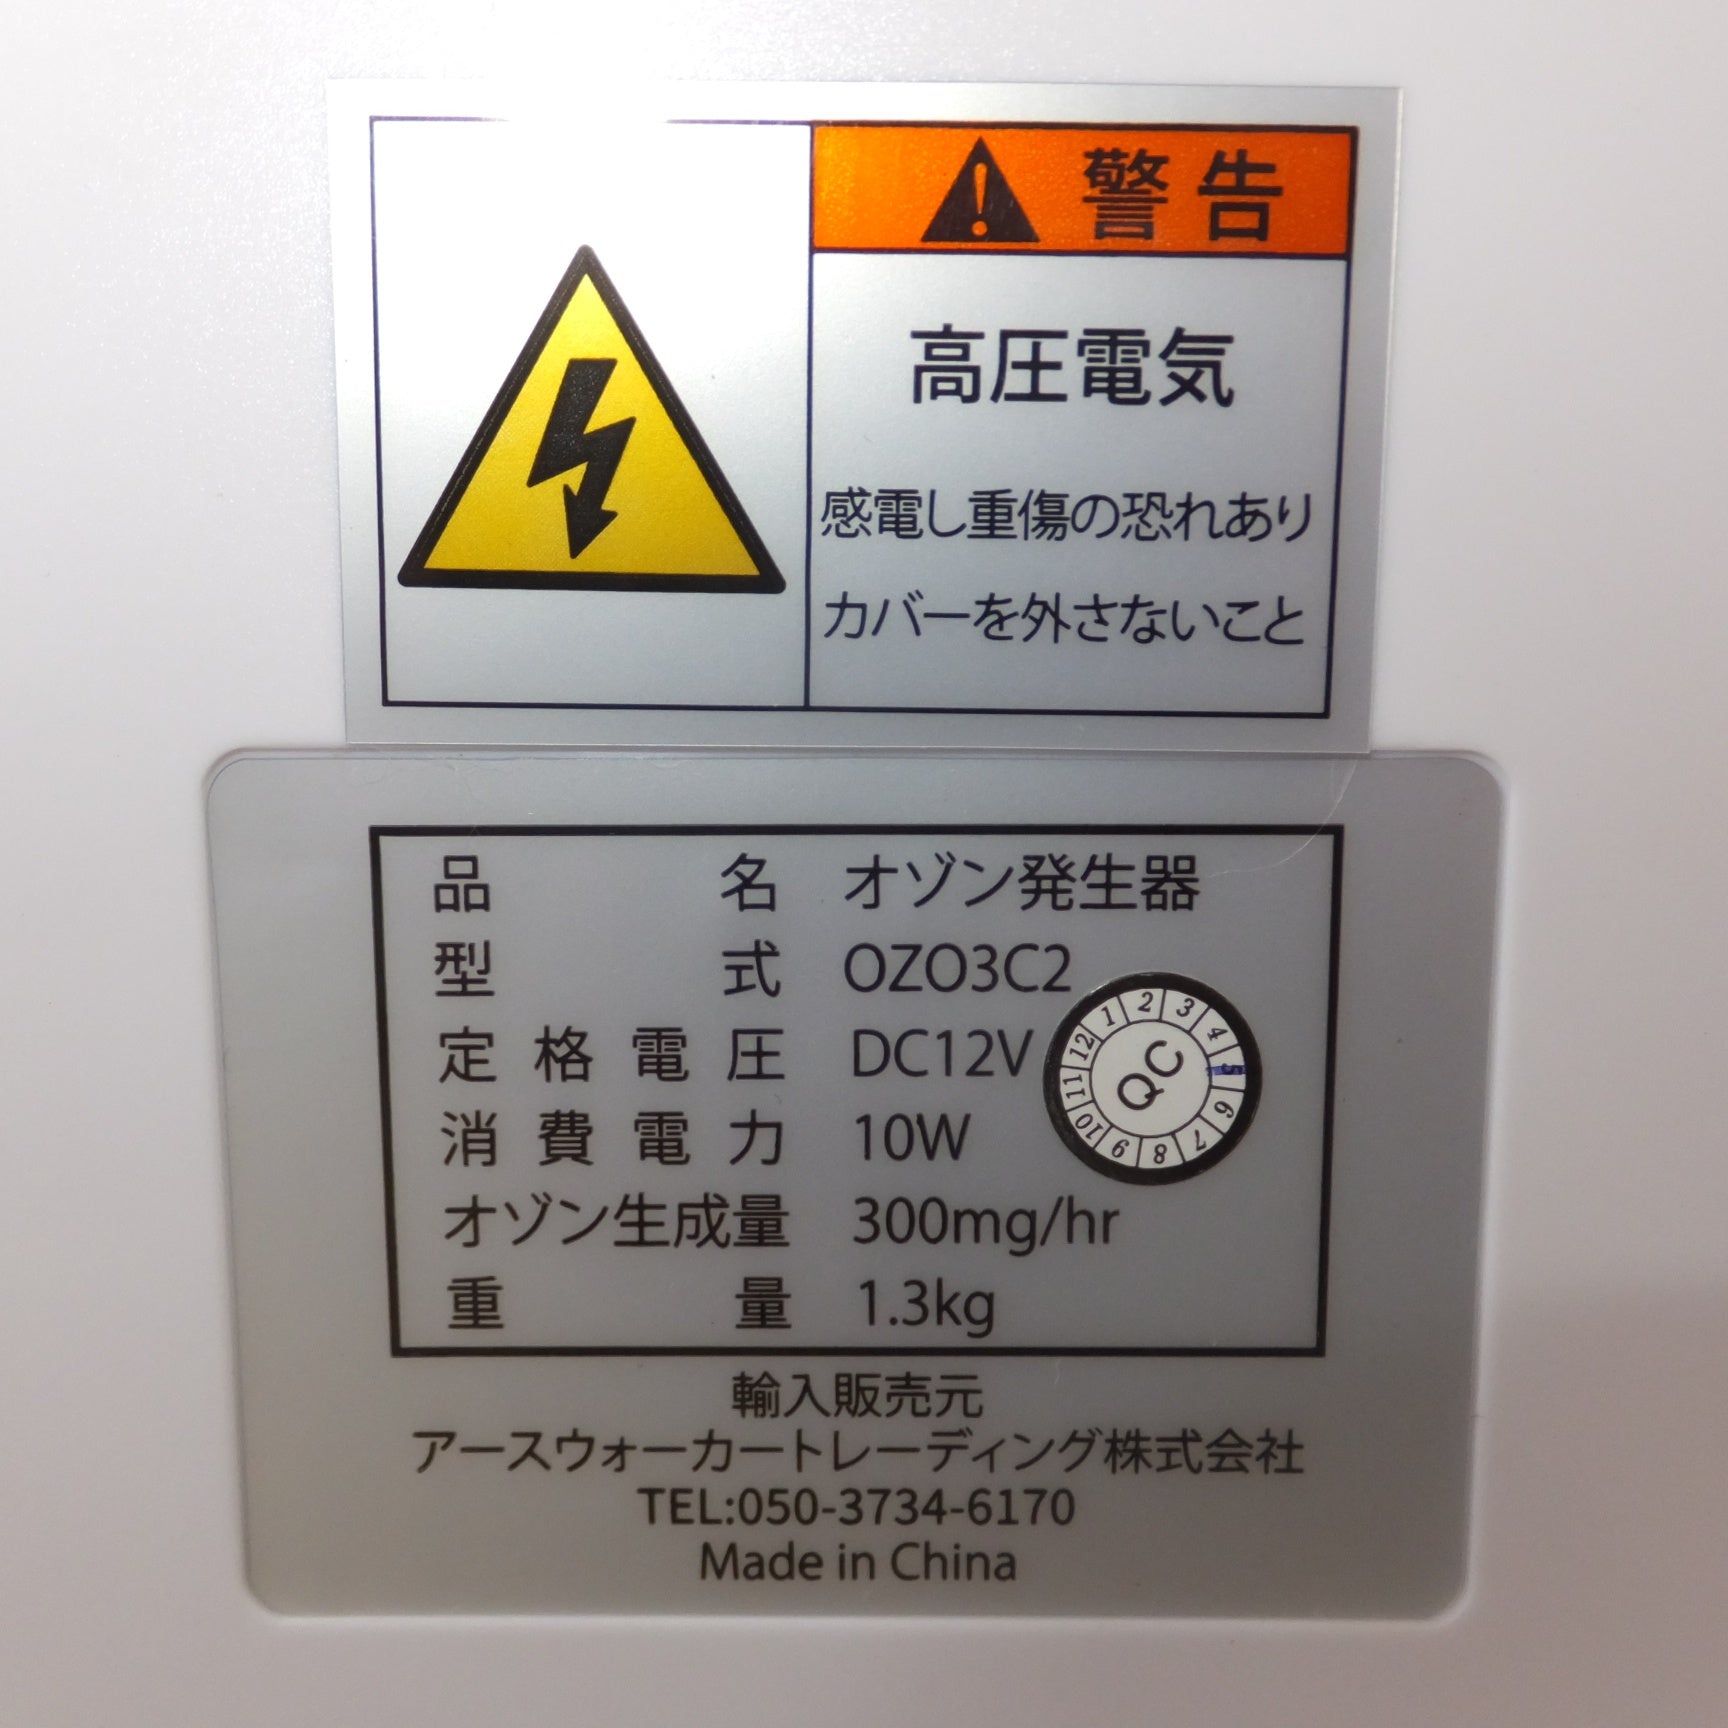 警告
高圧電気
感電し重傷の恐れあり
カバーを外さないこと
品名 オゾン発生器
型式 OZO3C2
定格電圧 DC12V
消費電力 10W
オゾン生成量 300mg/hr
重量 1.3kg
QC
1 2 3 4 5 6 7 8 9 10 11 12
輸入販売元
アースウォーカートレーディング株式会社
TEL:050-3734-6170
Made in China